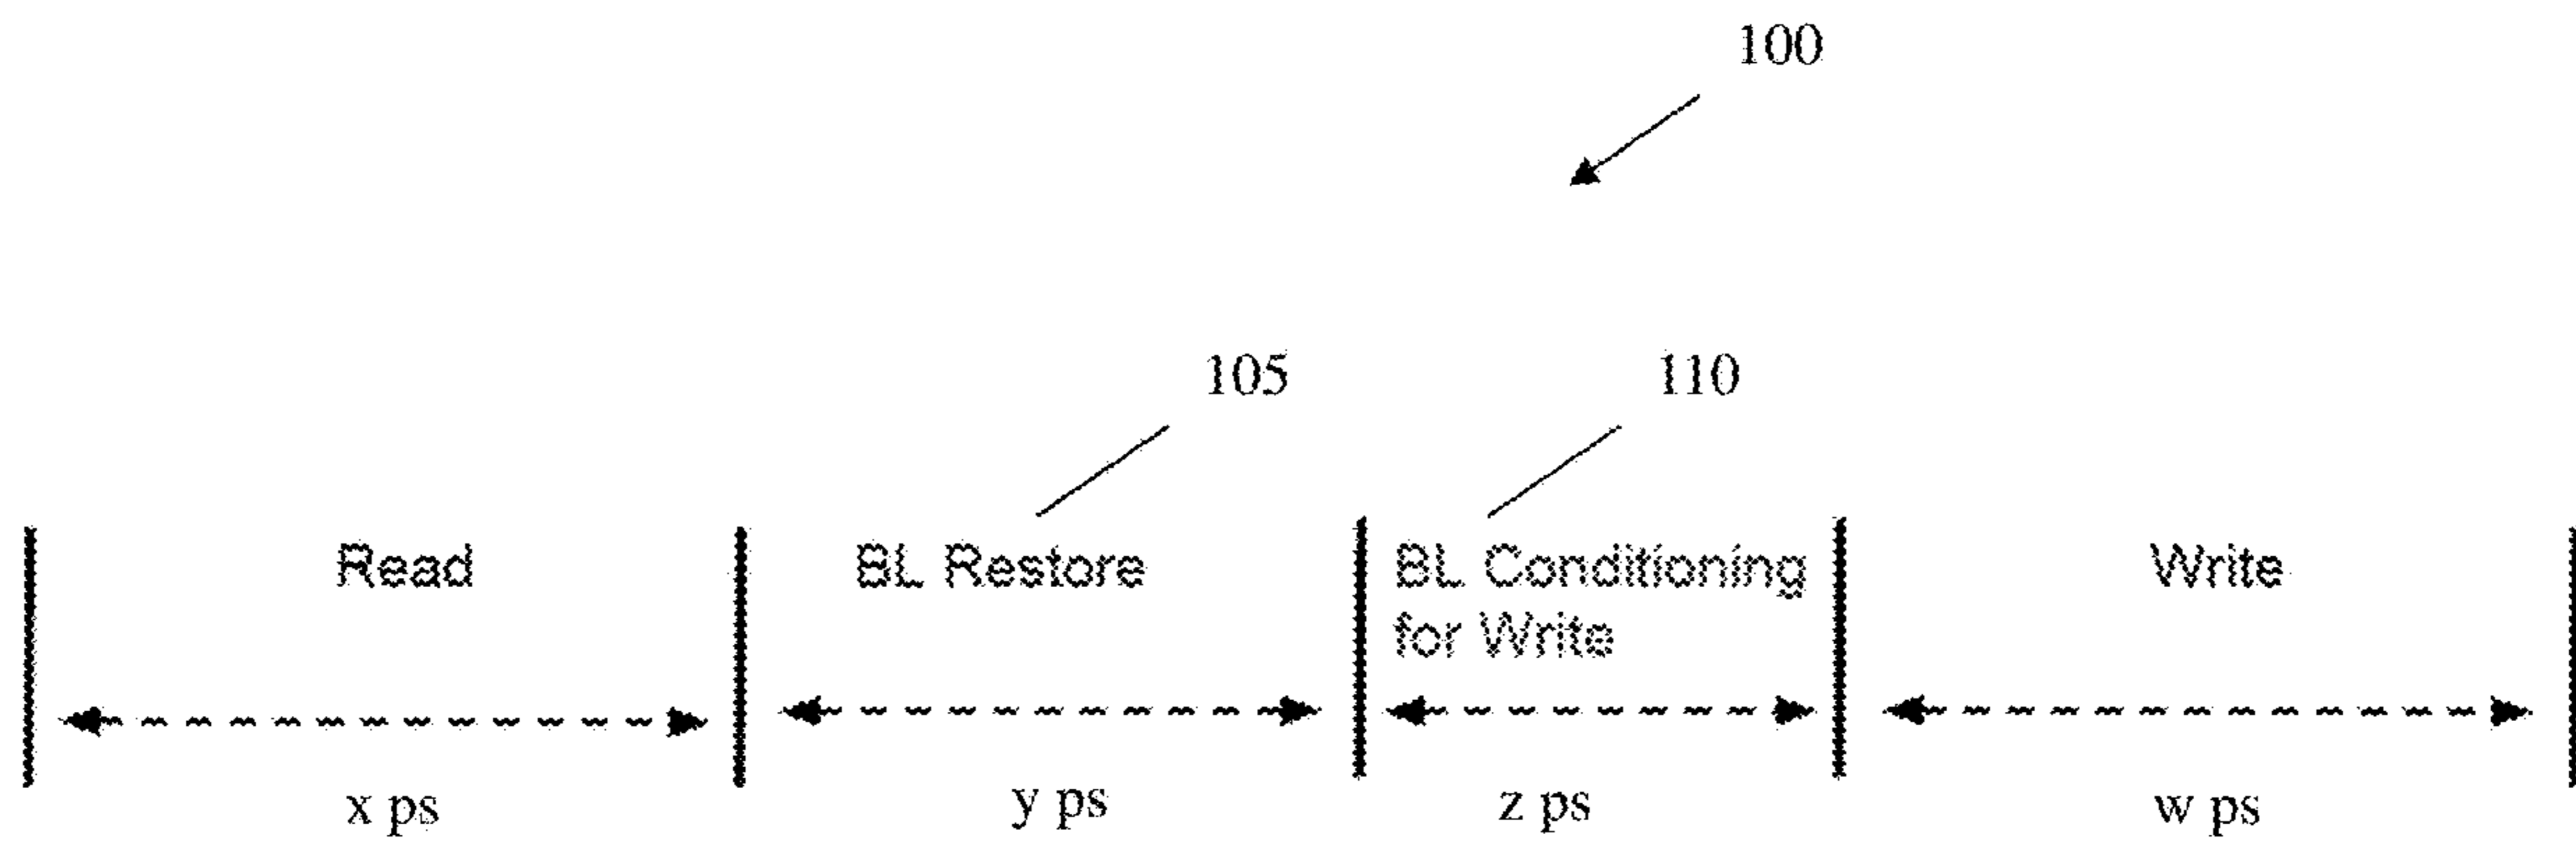 100
105
110
Read
BL Restore
BL Conditioning
for Write
Write
x ps
y ps
z ps
w ps